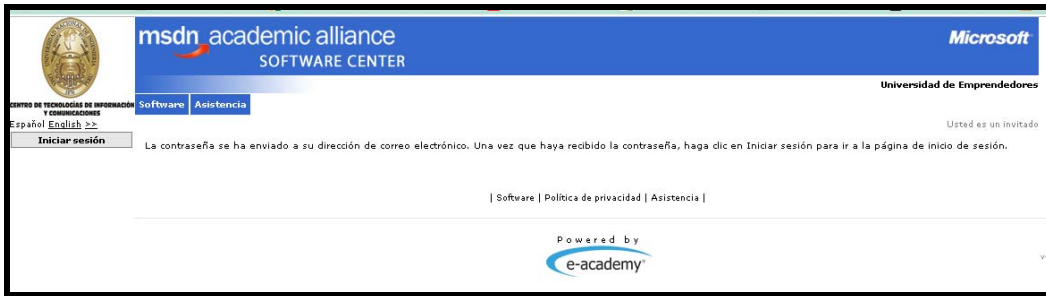 msdn academic alliance
SOFTWARE CENTER
Microsoft
Universidad de Emprendedores
CENTRO DE TECNOLOGÍAS DE INFORMACIÓN
Y COMUNICACIONES
Software Asistencia
Español English >>
Usted es un invitado
Iniciar sesión
La contraseña se ha enviado a su dirección de correo electrónico. Una vez que haya recibido la contraseña, haga clic en Iniciar sesión para ir a la página de inicio de sesión.
| Software | Política de privacidad | Asistencia |
Powered by
e-academy